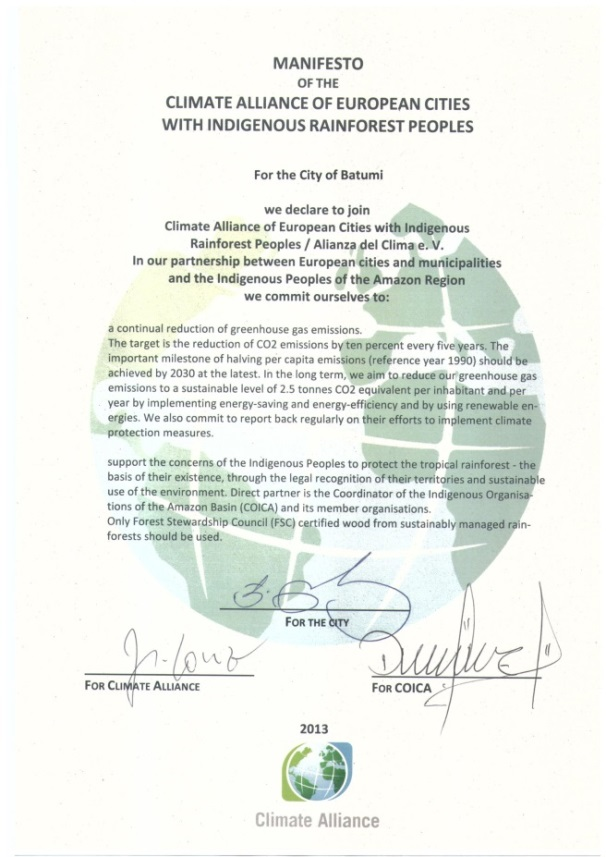 MANIFESTO
OF THE
CLIMATE ALLIANCE OF EUROPEAN CITIES
WITH INDIGENOUS RAINFOREST PEOPLES
For the City of Batumi
we declare to join
Climate Alliance of European Cities with Indigenous
Rainforest Peoples / Alianza del Clima e. V.
In our partnership between European cities and municipalities
and the Indigenous Peoples of the Amazon Region
we commit ourselves to:
a continual reduction of greenhouse gas emissions.
The target is the reduction of CO2 emissions by ten percent every five years. The
important milestone of halving per capita emissions (reference year 1990) should be
achieved by 2030 at the latest. In the long term, we aim to reduce our greenhouse gas
emissions to a sustainable level of 2.5 tonnes CO2 equivalent per inhabitant and per
year by implementing energy-saving and energy-efficiency and by using renewable en-
ergies. We also commit to report back regularly on their efforts to implement climate
protection measures.
support the concerns of the Indigenous Peoples to protect the tropical rainforest - the
basis of their existence, through the legal recognition of their territories and sustainable
use of the environment. Direct partner is the Coordinator of the Indigenous Organisa-
tions of the Amazon Basin (COICA) and its member organisations.
Only Forest Stewardship Council (FSC) certified wood from sustainably managed rain-
forests should be used.
FOR THE CITY
FOR CLIMATE ALLIANCE
FOR COICA
2013
Climate Alliance